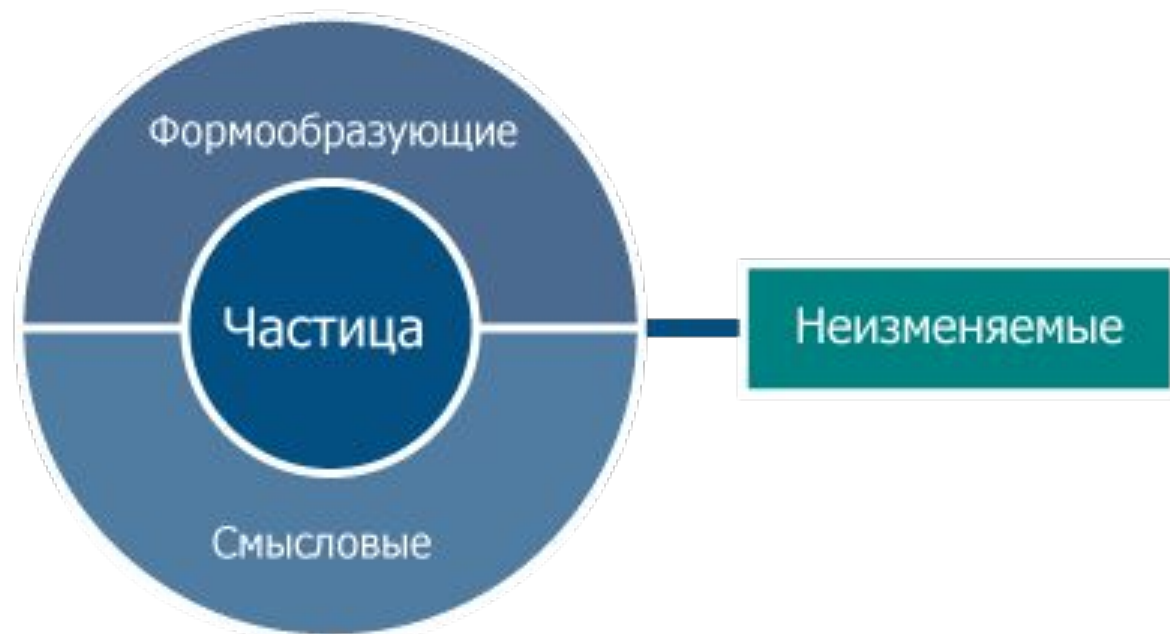 Формообразующие
Частица
Неизменяемые
Смысловые